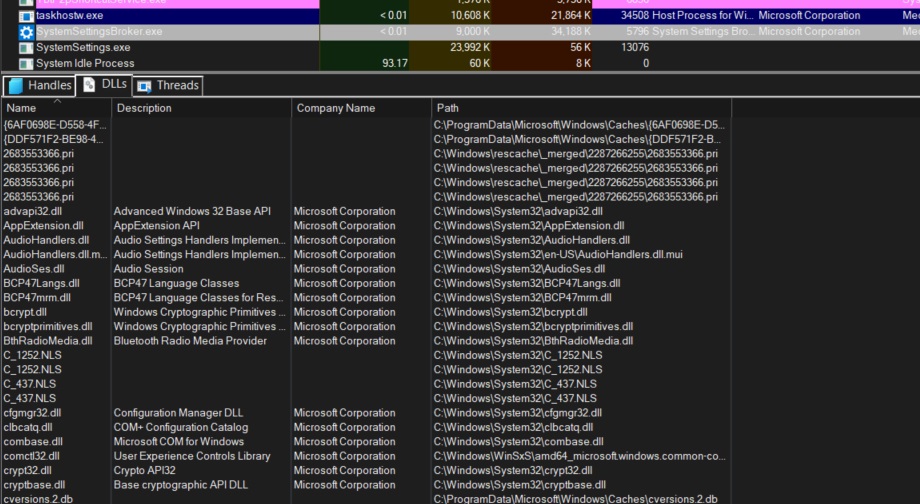 taskhostw.exe < 0.01 10,608 K 21,864 K 34508 Host Process for Wi... Microsoft Corporation
SystemSettingsBroker.exe < 0.01 9,000 K 34,188 K 5796 System Settings Bro... Microsoft Corporation
SystemSettings.exe 23,992 K 56 K 13076
System Idle Process 93.17 60 K 8 K 0
Handles DLLs Threads
Name Description Company Name Path
{6AF0698E-D558-4F... C:\ProgramData\Microsoft\Windows\Caches\{6AF0698E-D5...
{DDF571F2-BE98-4... C:\ProgramData\Microsoft\Windows\Caches\{DDF571F2-B...
2683553366.pri C:\Windows\rescache\_merged\2287266255\2683553366.pri
2683553366.pri C:\Windows\rescache\_merged\2287266255\2683553366.pri
2683553366.pri C:\Windows\rescache\_merged\2287266255\2683553366.pri
2683553366.pri C:\Windows\rescache\_merged\2287266255\2683553366.pri
advapi32.dll Advanced Windows 32 Base API Microsoft Corporation C:\Windows\System32\advapi32.dll
AppExtension.dll AppExtension API Microsoft Corporation C:\Windows\System32\AppExtension.dll
AudioHandlers.dll Audio Settings Handlers Implemen... Microsoft Corporation C:\Windows\System32\AudioHandlers.dll
AudioHandlers.dll.m... Audio Settings Handlers Implemen... Microsoft Corporation C:\Windows\System32\en-US\AudioHandlers.dll.mui
AudioSes.dll Audio Session Microsoft Corporation C:\Windows\System32\AudioSes.dll
BCP47Langs.dll BCP47 Language Classes Microsoft Corporation C:\Windows\System32\BCP47Langs.dll
BCP47mrm.dll BCP47 Language Classes for Res... Microsoft Corporation C:\Windows\System32\BCP47mrm.dll
bcrypt.dll Windows Cryptographic Primitives ... Microsoft Corporation C:\Windows\System32\bcrypt.dll
bcryptprimitives.dll Windows Cryptographic Primitives ... Microsoft Corporation C:\Windows\System32\bcryptprimitives.dll
BthRadioMedia.dll Bluetooth Radio Media Provider Microsoft Corporation C:\Windows\System32\BthRadioMedia.dll
C_1252.NLS C:\Windows\System32\C_1252.NLS
C_1252.NLS C:\Windows\System32\C_1252.NLS
C_437.NLS C:\Windows\System32\C_437.NLS
C_437.NLS C:\Windows\System32\C_437.NLS
cfgmgr32.dll Configuration Manager DLL Microsoft Corporation C:\Windows\System32\cfgmgr32.dll
clbcatq.dll COM+ Configuration Catalog Microsoft Corporation C:\Windows\System32\clbcatq.dll
combase.dll Microsoft COM for Windows Microsoft Corporation C:\Windows\System32\combase.dll
comctl32.dll User Experience Controls Library Microsoft Corporation C:\Windows\WinSxS\amd64_microsoft.windows.common-co...
crypt32.dll Crypto API32 Microsoft Corporation C:\Windows\System32\crypt32.dll
cryptbase.dll Base cryptographic API DLL Microsoft Corporation C:\Windows\System32\cryptbase.dll
cversions.2.db C:\ProgramData\Microsoft\Windows\Caches\cversions.2.db